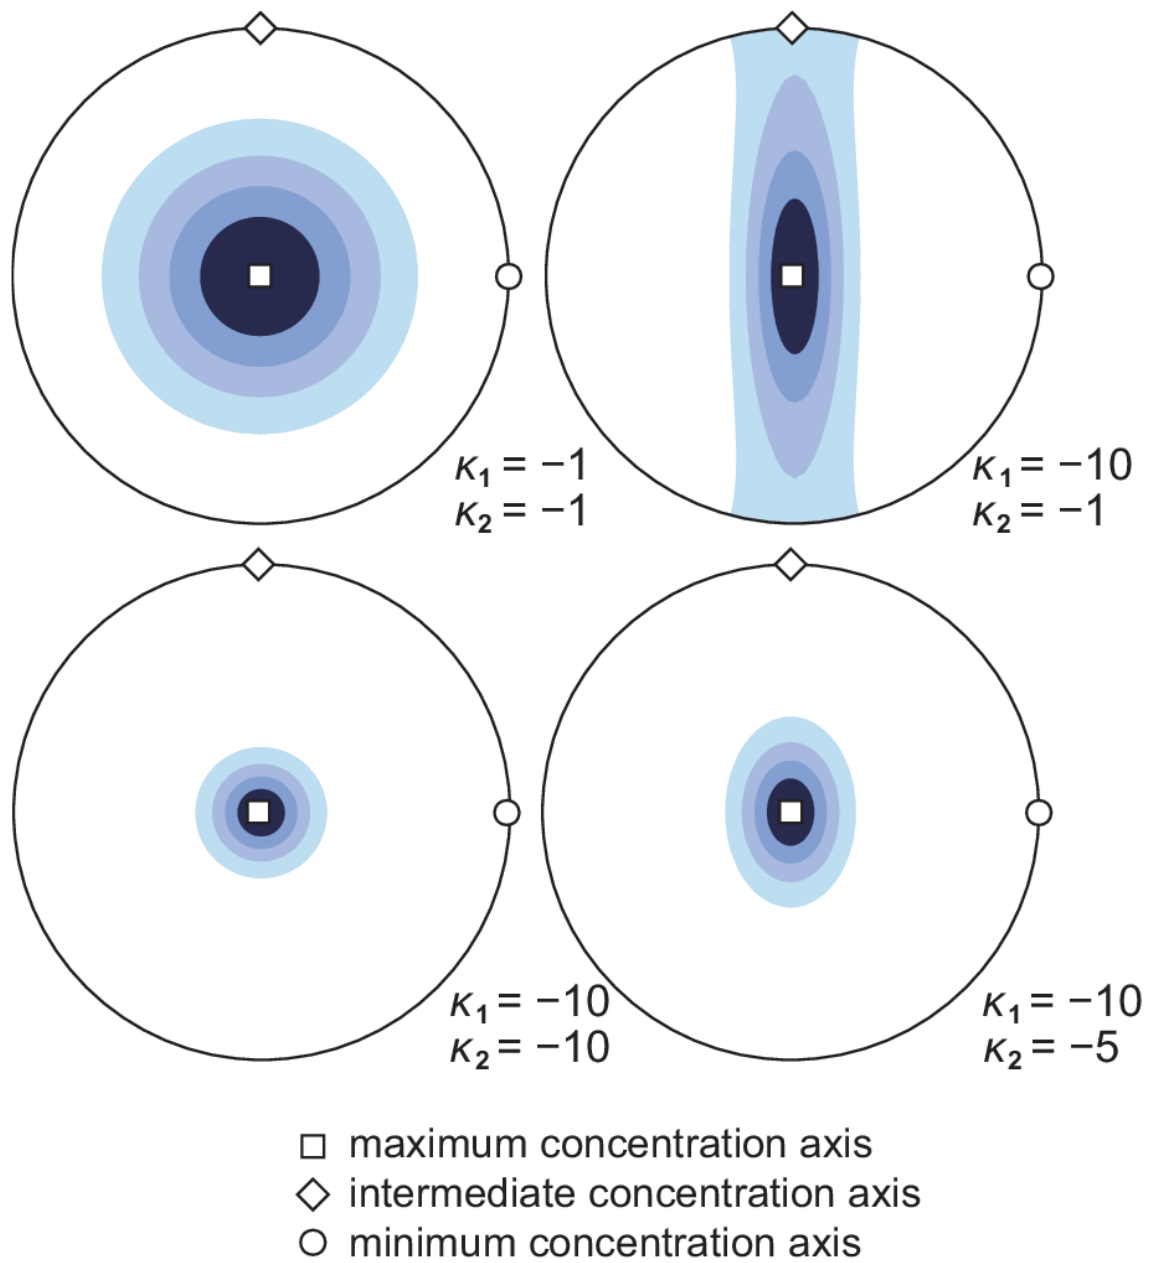 κ1 = −1
κ2 = −1
κ1 = −10
κ2 = −1
κ1 = −10
κ2 = −10
κ1 = −10
κ2 = −5
maximum concentration axis
intermediate concentration axis
minimum concentration axis